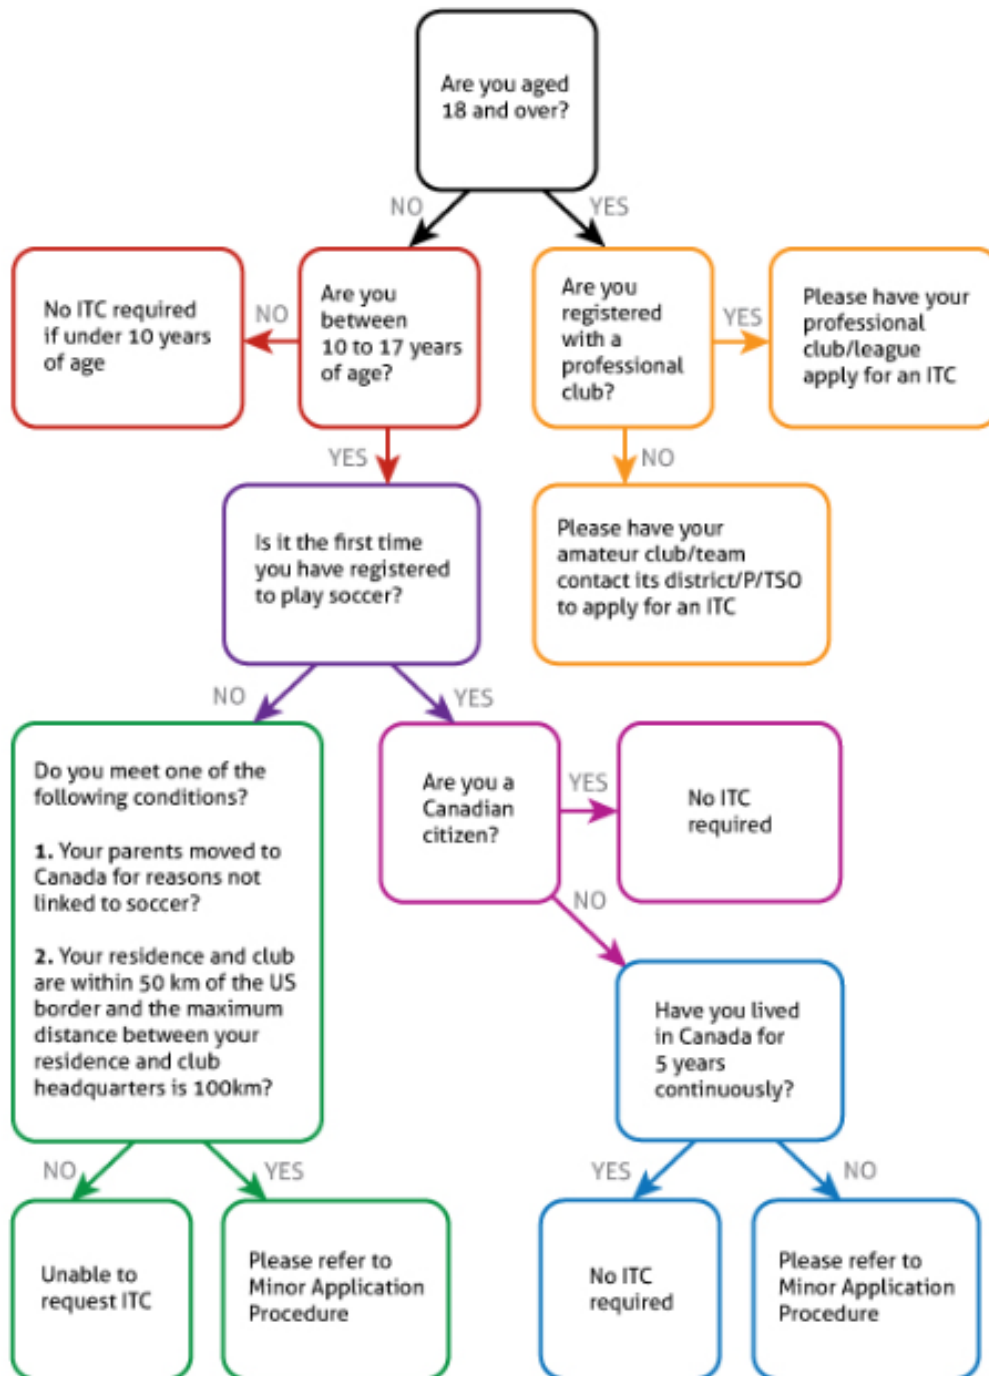 Are you aged
18 and over?
NO
YES
No ITC required
if under 10 years
of age
NO
Are you
between
10 to 17 years
of age?
Are you
registered
with a
professional
club?
YES
Please have your
professional
club/league
apply for an ITC
YES
NO
Is it the first time
you have registered
to play soccer?
Please have your
amateur club/team
contact its district/P/TSO
to apply for an ITC
NO
YES
Do you meet one of the
following conditions?
1. Your parents moved to
Canada for reasons not
linked to soccer?
2. Your residence and club
are within 50 km of the US
border and the maximum
distance between your
residence and club
headquarters is 100km?
Are you a
Canadian
citizen?
YES
No ITC
required
NO
Have you lived
in Canada for
5 years
continuously?
NO
YES
YES
NO
Unable to
request ITC
Please refer to
Minor Application
Procedure
No ITC
required
Please refer to
Minor Application
Procedure